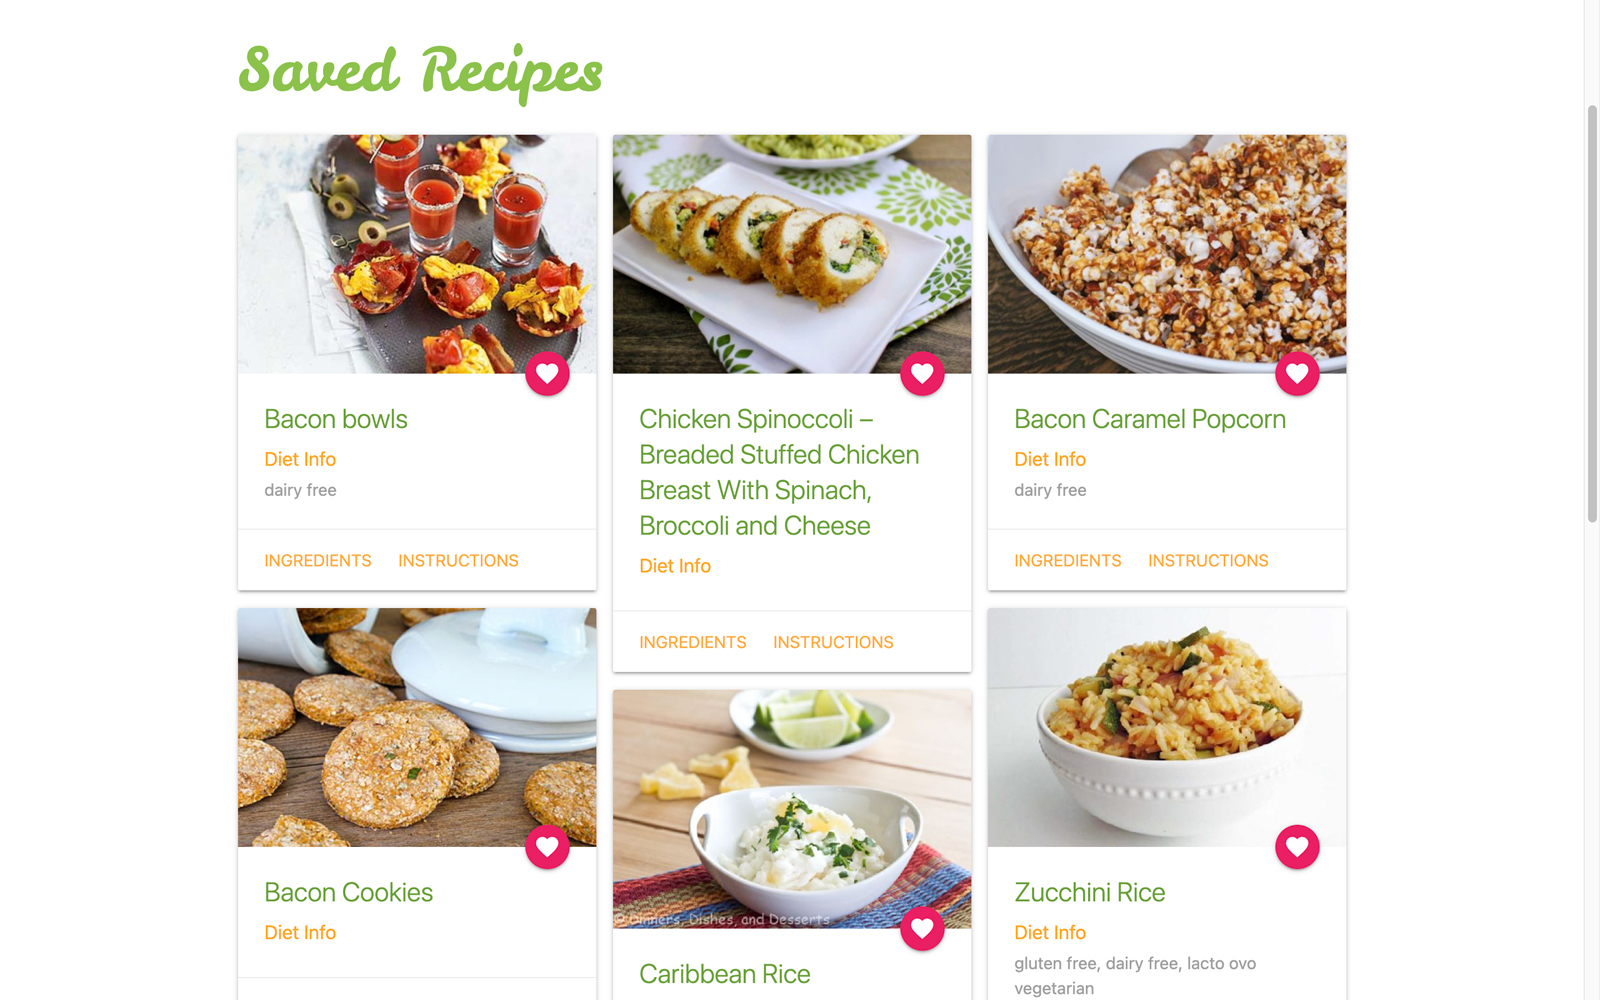 Saved Recipes
Bacon bowls
Diet Info
dairy free
INGREDIENTS INSTRUCTIONS
Chicken Spinoccoli –
Breaded Stuffed Chicken
Breast With Spinach,
Broccoli and Cheese
Diet Info
INGREDIENTS INSTRUCTIONS
Bacon Caramel Popcorn
Diet Info
dairy free
INGREDIENTS INSTRUCTIONS
Bacon Cookies
Diet Info
© Dinners, Dishes, and Desserts
Caribbean Rice
Zucchini Rice
Diet Info
gluten free, dairy free, lacto ovo
vegetarian